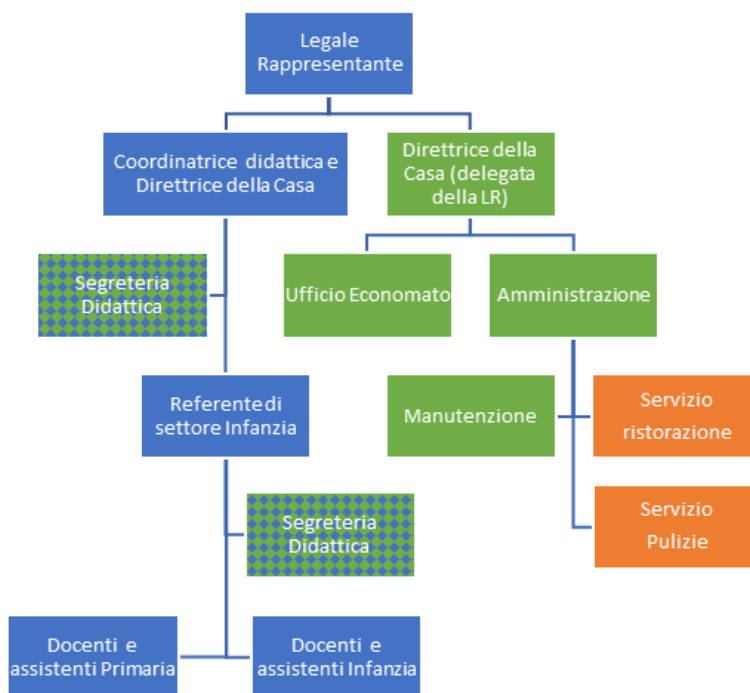 Legale
Rappresentante
Coordinatrice didattica e
Direttrice della Casa
Direttrice della
Casa (delegata
della LR)
Segreteria
Didattica
Ufficio Economato
Amministrazione
Referente di
settore Infanzia
Manutenzione
Servizio
ristorazione
Segreteria
Didattica
Servizio
Pulizie
Docenti e
assistenti Primaria
Docenti e
assistenti Infanzia